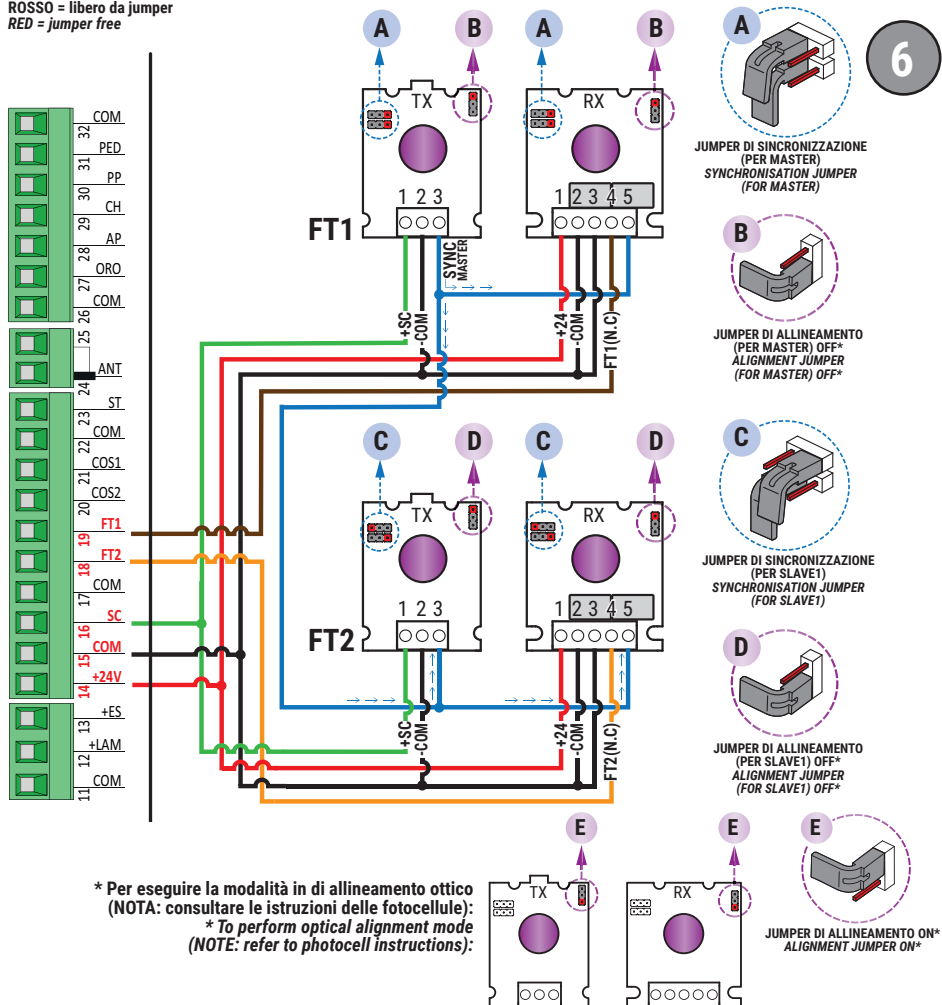 ROSSO = libero da jumper
RED = jumper free
A
B
A
B
A
6
TX
RX
1 2 3
1 2 3 4 5
FT1
SYNC
MASTER
+SC
-COM
+24
-COM
FT1(N.C)
JUMPER DI SINCRONIZZAZIONE
(PER MASTER)
SYNCHRONISATION JUMPER
(FOR MASTER)
B
JUMPER DI ALLINEAMENTO
(PER MASTER) OFF*
ALIGNMENT JUMPER
(FOR MASTER) OFF*
32 COM
31 PED
30 PP
29 CH
28 AP
27 ORO
26 COM
25
24 ANT
23 ST
22 COM
21 COS1
20 COS2
19 FT1
18 FT2
17 COM
16 SC
15 COM
14 +24V
13 +ES
12 +LAM
11 COM
C
D
C
D
C
TX
RX
1 2 3
1 2 3 4 5
FT2
+SC
-COM
+24
-COM
FT2(N.C)
JUMPER DI SINCRONIZZAZIONE
(PER SLAVE1)
SYNCHRONISATION JUMPER
(FOR SLAVE1)
D
JUMPER DI ALLINEAMENTO
(PER SLAVE1) OFF*
ALIGNMENT JUMPER
(FOR SLAVE1) OFF*
E
E
E
TX
RX
* Per eseguire la modalità in di allineamento ottico
(NOTA: consultare le istruzioni delle fotocellule):
* To perform optical alignment mode
(NOTE: refer to photocell instructions):
JUMPER DI ALLINEAMENTO ON*
ALIGNMENT JUMPER ON*